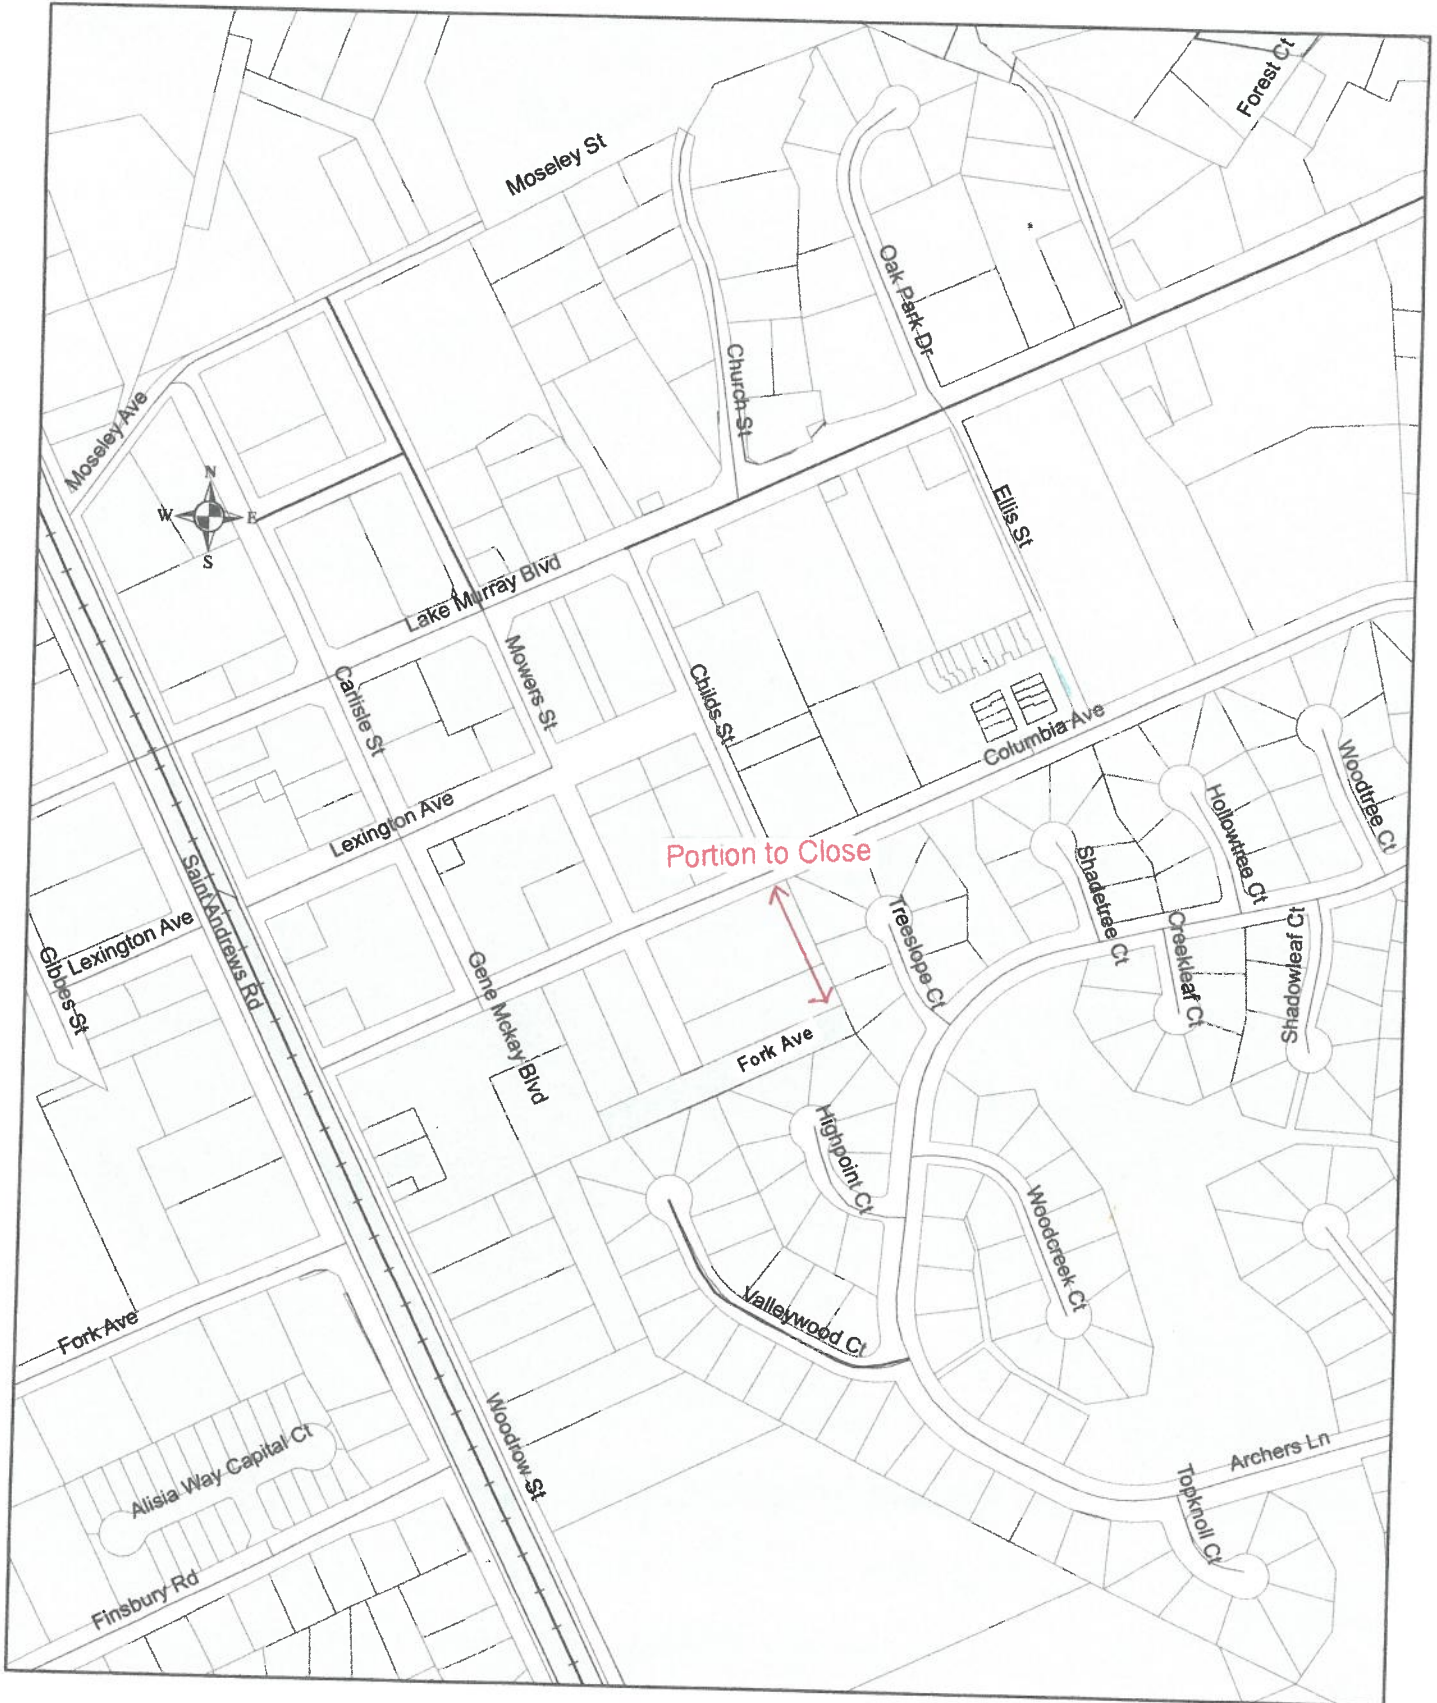 Forest Ct
Moseley St
Oak Park Dr
Church St
Moseley Ave
N
W
E
S
Ellis St
Lake Murray Blvd
Mowers St
Carlisle St
Childs St
Columbia Ave
Woodtree Ct
Hollowtree Ct
Lexington Ave
Portion to Close
Shadetree Ct
Saint Andrews Rd
Treeslope Ct
Creekleaf Ct
Shadowleaf Ct
Lexington Ave
Gibbes St
Gene Mckay Blvd
Fork Ave
Highpoint Ct
Woodcreek Ct
Valleywood Ct
Fork Ave
Woodrow St
Alisia Way Capital Ct
Archers Ln
Topknoll Ct
Finsbury Rd